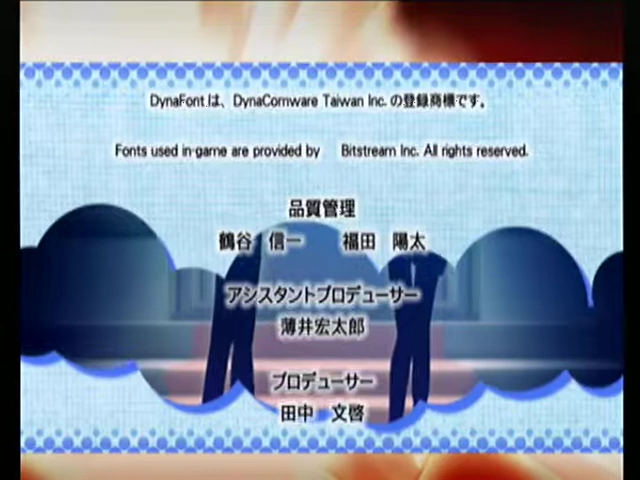 DynaFontは、DynaComware Taiwan Inc. の登録商標です。
Fonts used in-game are provided by Bitstream Inc. All rights reserved.
品質管理
鶴谷 信一 福田 陽太
アシスタントプロデューサー
薄井宏太郎
プロデューサー
田中 文啓